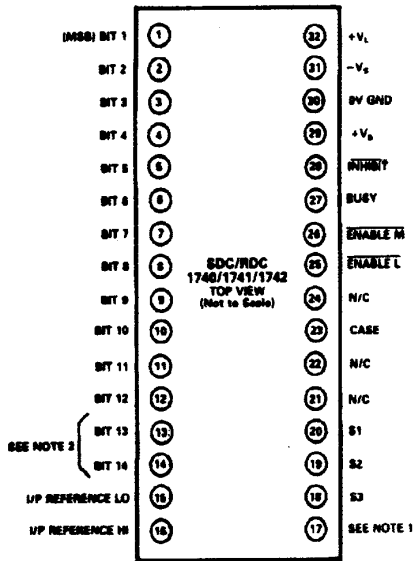 (MSB) BIT 1 1 32 +VL
BIT 2 2 31 -VS
BIT 3 3 30 0V GND
BIT 4 4 29 +VS
BIT 5 5 28 INHIBIT
BIT 6 6 27 BUSY
BIT 7 7 26 ENABLE M
BIT 8 8 25 ENABLE L
SDC/RDC
1740/1741/1742
TOP VIEW
(Not to Scale)
BIT 9 9 24 N/C
BIT 10 10 23 CASE
BIT 11 11 22 N/C
BIT 12 12 21 N/C
SEE NOTE 2
BIT 13 13 20 S1
BIT 14 14 19 S2
I/P REFERENCE LO 15 18 S3
I/P REFERENCE HI 16 17 SEE NOTE 1